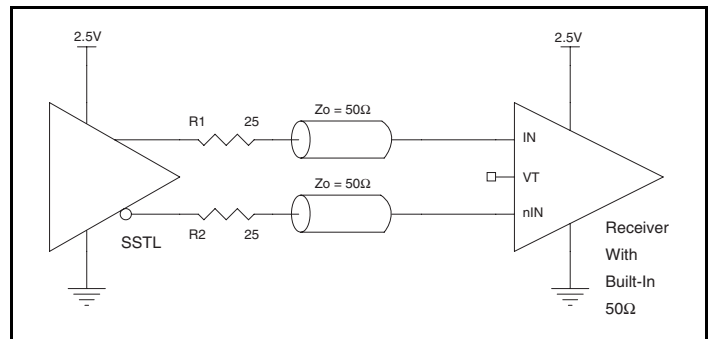 2.5V
2.5V
R1 25
Zo = 50Ω
IN
VT
Zo = 50Ω
nIN
SSTL
R2 25
Receiver
With
Built-In
50Ω